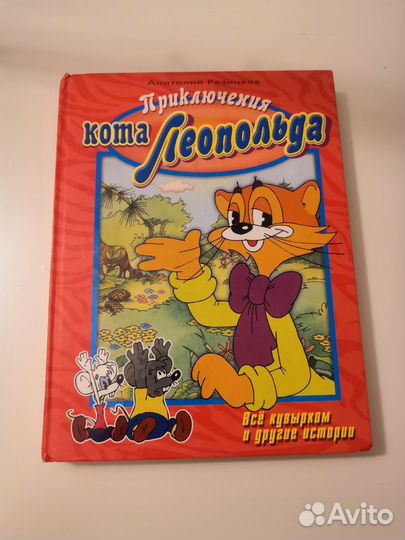 Анатолий Резников
Приключения
кота Леопольда
Всё кувырком
и другие истории
Avito